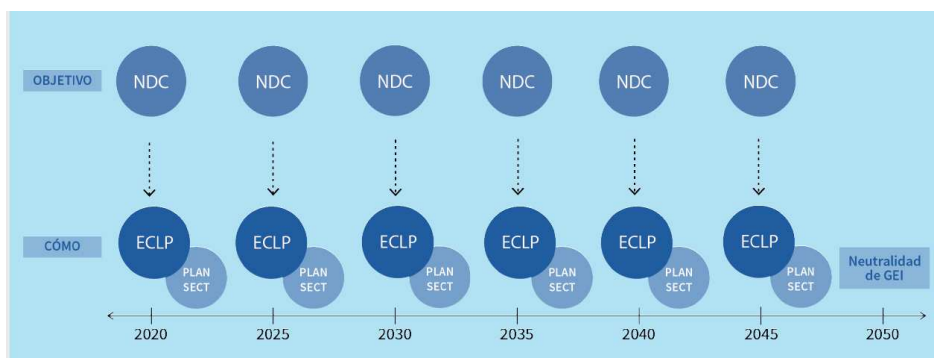 OBJETIVO
NDC
NDC
NDC
NDC
NDC
NDC
CÓMO
ECLP
PLAN
SECT
ECLP
PLAN
SECT
ECLP
PLAN
SECT
ECLP
PLAN
SECT
ECLP
PLAN
SECT
ECLP
PLAN
SECT
Neutralidad
de GEI
2020
2025
2030
2035
2040
2045
2050